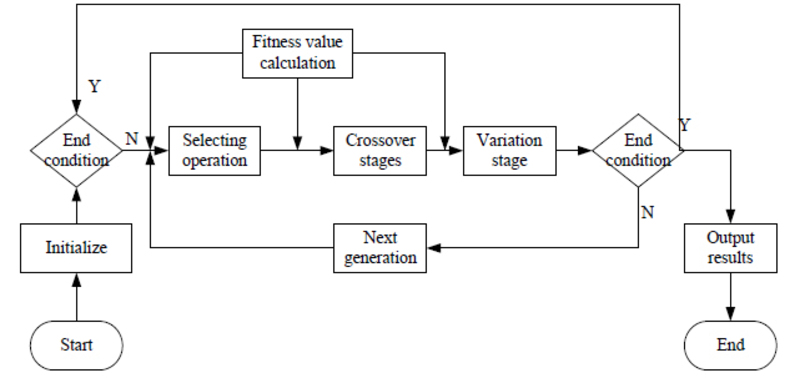 Fitness value
calculation
Y
End
condition
N
Selecting
operation
Crossover
stages
Variation
stage
End
condition
Y
N
Initialize
Next
generation
Output
results
Start
End